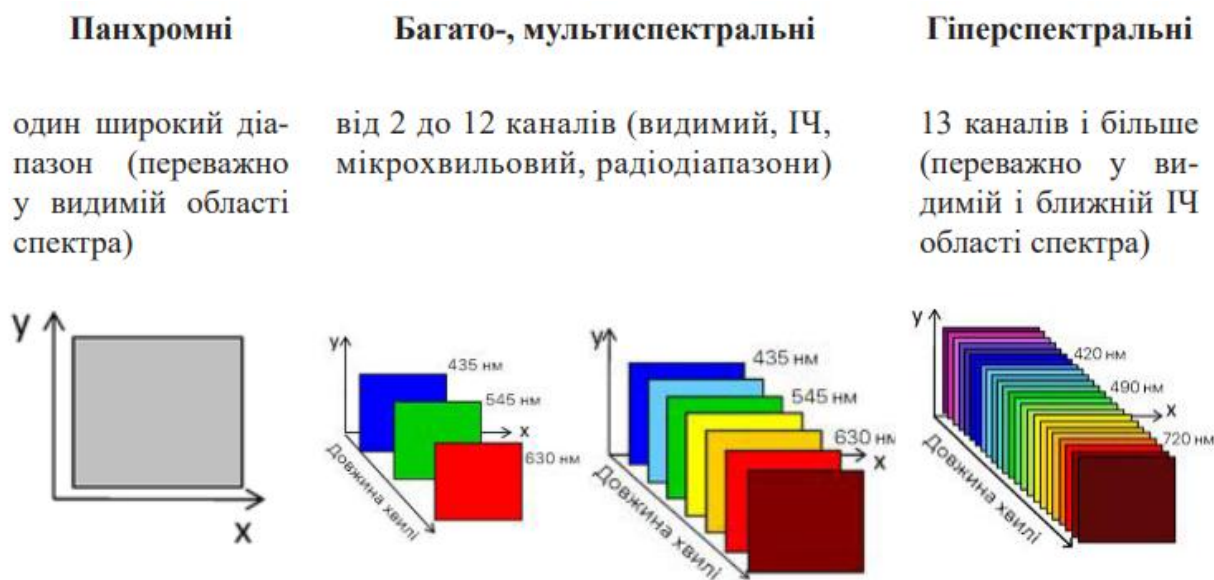 Панхромні
Багато-, мультиспектральні
Гіперспектральні
один широкий діа-
пазон (переважно
у видимій області
спектра)
від 2 до 12 каналів (видимий, ІЧ,
мікрохвильовий, радіодіапазони)
13 каналів і більше
(переважно у ви-
димій і ближній ІЧ
області спектра)
y
x
y
435 нм
545 нм
x
630 нм
Довжина хвилі
y
435 нм
545 нм
630 нм
x
Довжина хвилі
y
420 нм
490 нм
x
720 нм
Довжина хвилі